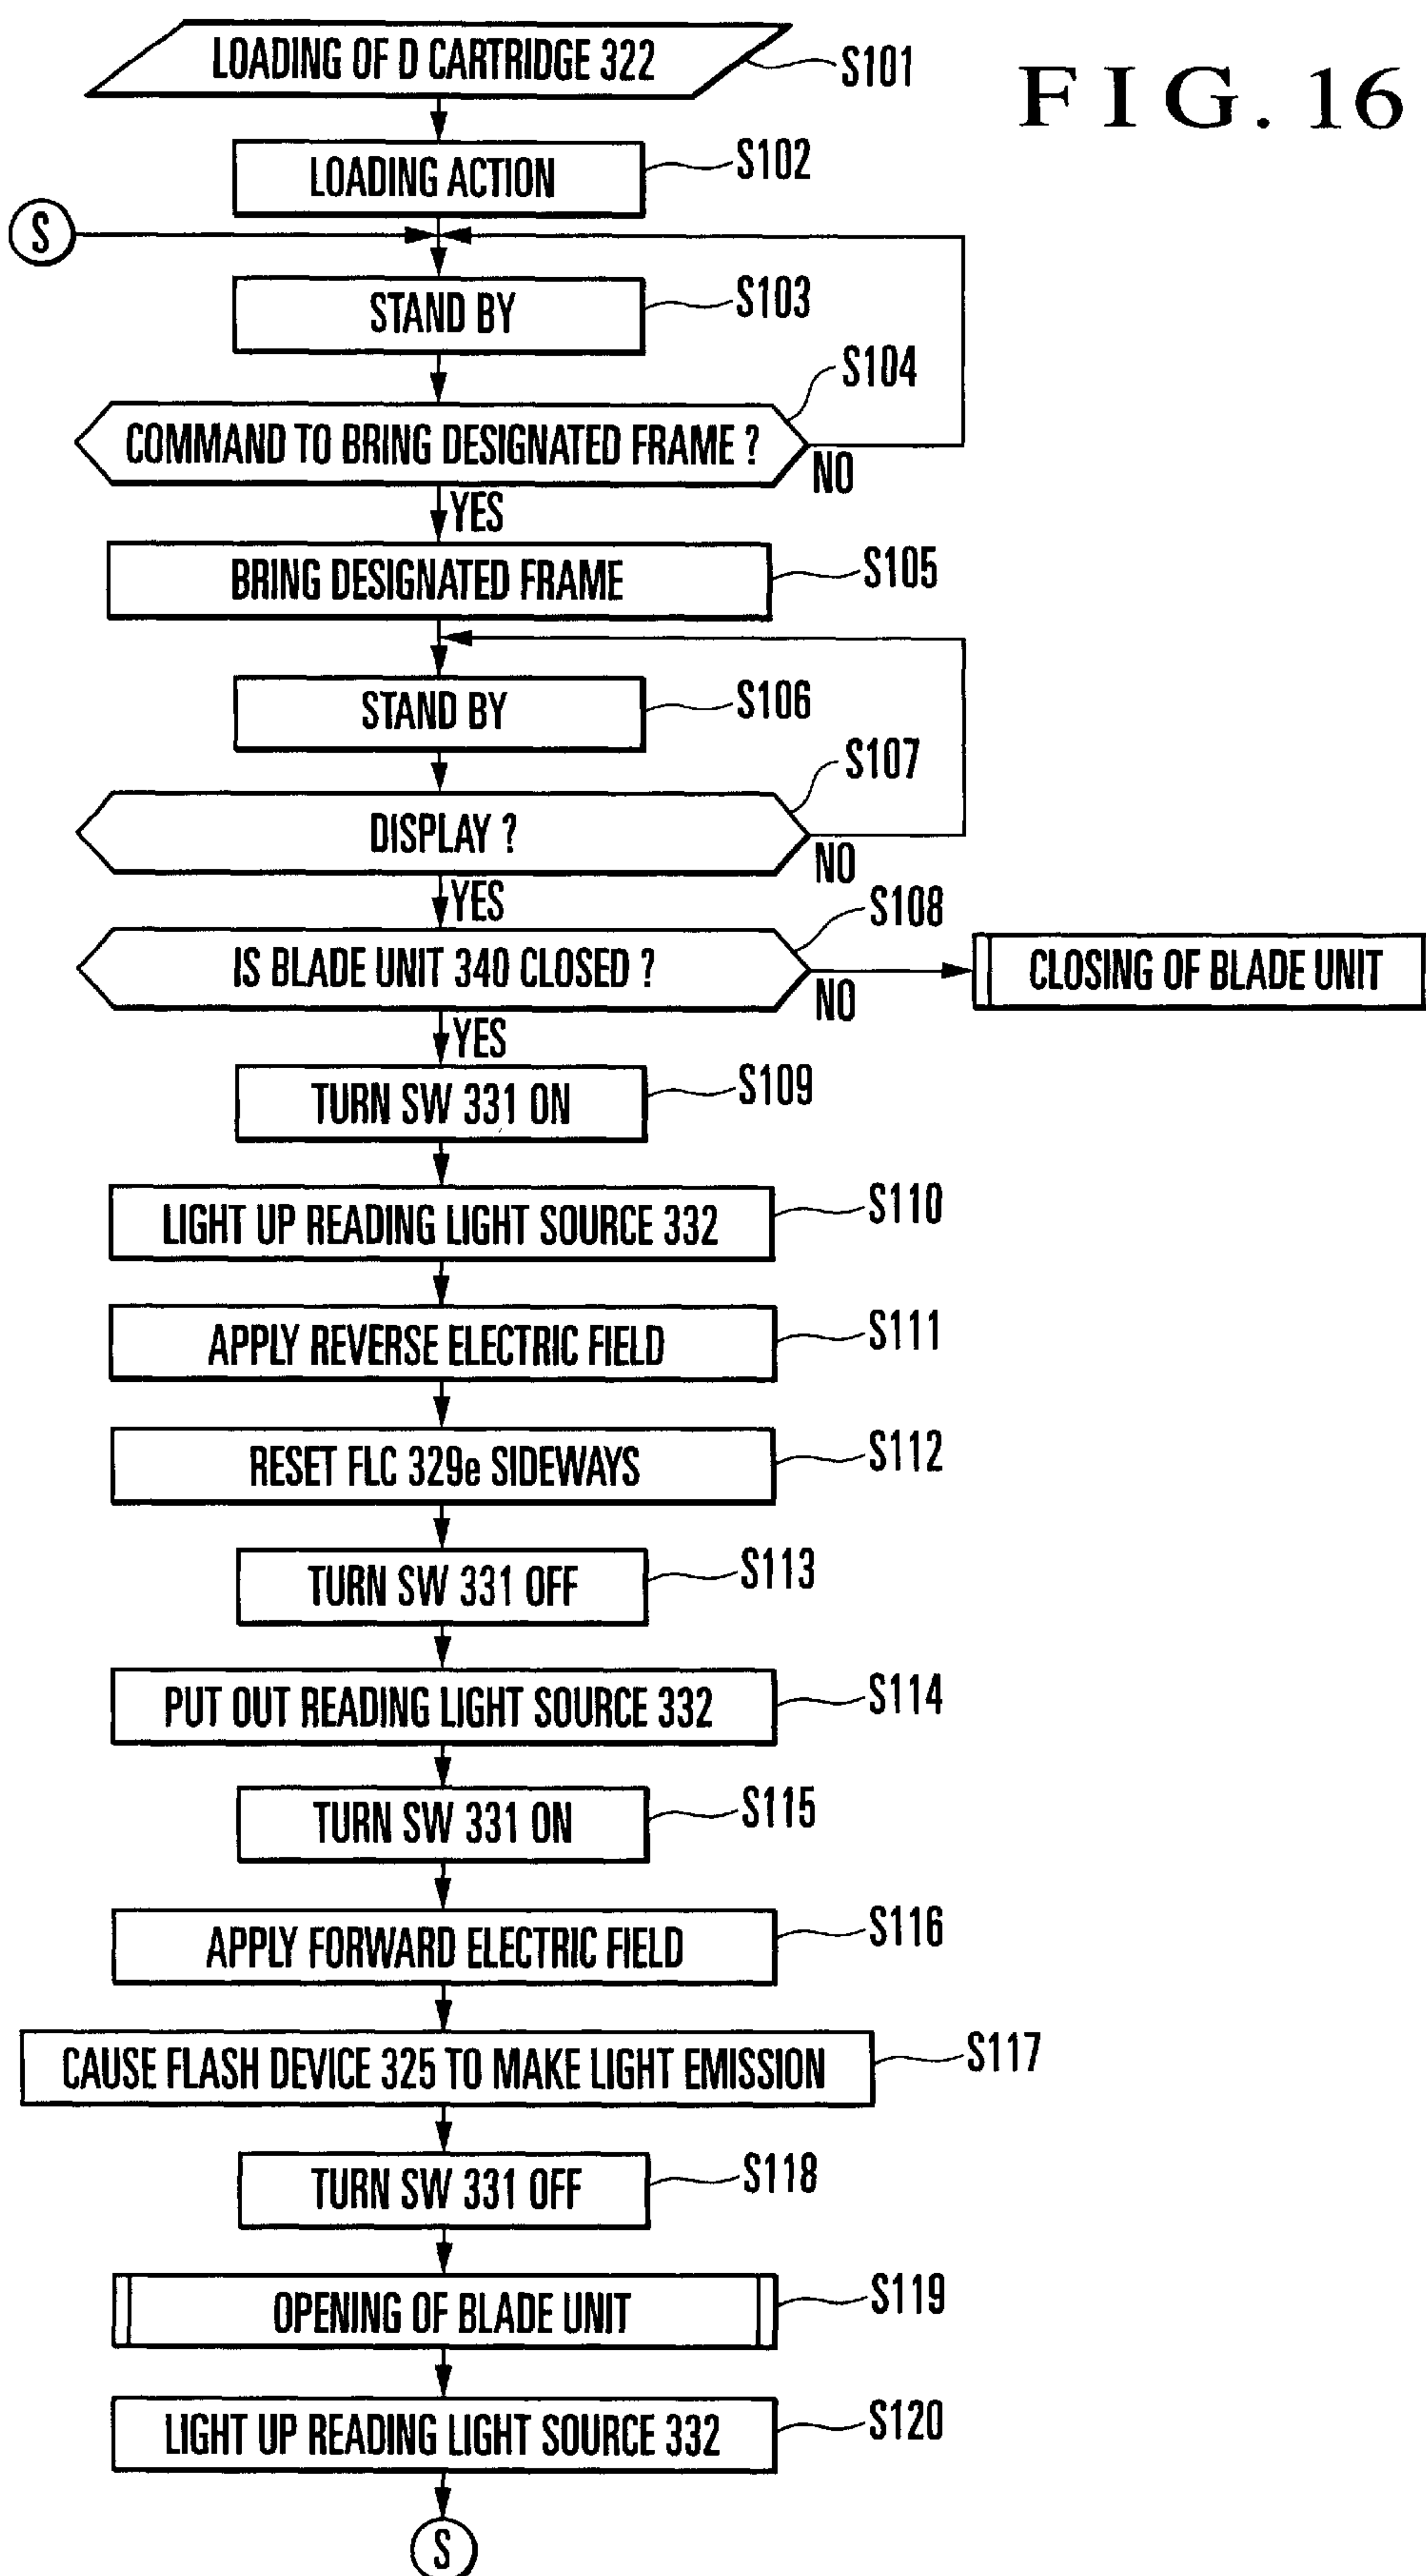 FIG. 16
LOADING OF D CARTRIDGE 322
S101
LOADING ACTION
S102
S
STAND BY
S103
COMMAND TO BRING DESIGNATED FRAME ?
S104
NO
YES
BRING DESIGNATED FRAME
S105
STAND BY
S106
DISPLAY ?
S107
NO
YES
IS BLADE UNIT 340 CLOSED ?
S108
NO
CLOSING OF BLADE UNIT
YES
TURN SW 331 ON
S109
LIGHT UP READING LIGHT SOURCE 332
S110
APPLY REVERSE ELECTRIC FIELD
S111
RESET FLC 329e SIDEWAYS
S112
TURN SW 331 OFF
S113
PUT OUT READING LIGHT SOURCE 332
S114
TURN SW 331 ON
S115
APPLY FORWARD ELECTRIC FIELD
S116
CAUSE FLASH DEVICE 325 TO MAKE LIGHT EMISSION
S117
TURN SW 331 OFF
S118
OPENING OF BLADE UNIT
S119
LIGHT UP READING LIGHT SOURCE 332
S120
S